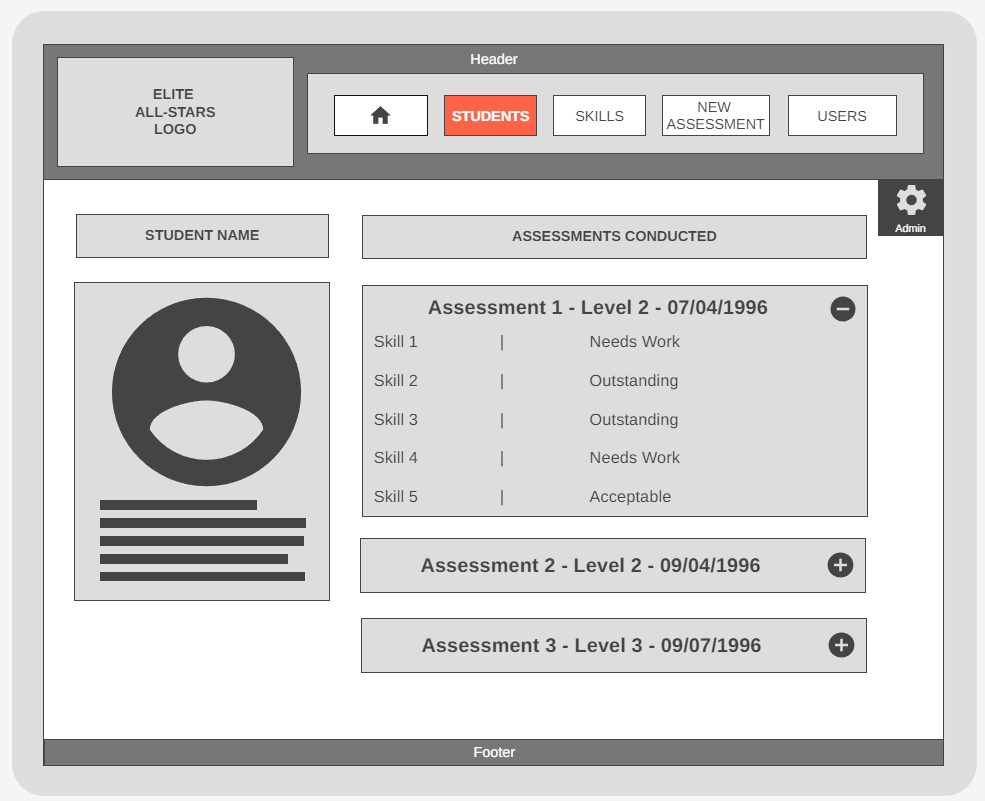 Header
ELITE
ALL-STARS
LOGO
STUDENTS
SKILLS
NEW
ASSESSMENT
USERS
Admin
STUDENT NAME
ASSESSMENTS CONDUCTED
Assessment 1 - Level 2 - 07/04/1996
Skill 1 | Needs Work
Skill 2 | Outstanding
Skill 3 | Outstanding
Skill 4 | Needs Work
Skill 5 | Acceptable
Assessment 2 - Level 2 - 09/04/1996
Assessment 3 - Level 3 - 09/07/1996
Footer